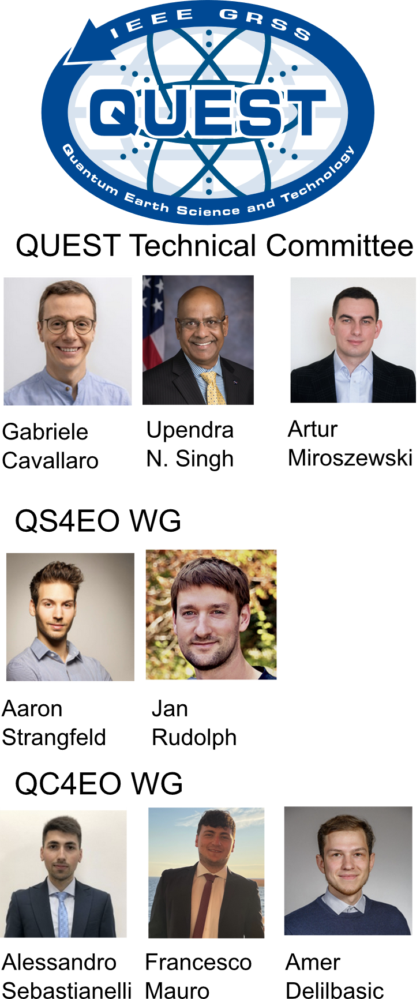 IEEE GRSS
QUEST
Quantum Earth Science and Technology
QUEST Technical Committee
Gabriele
Cavallaro
Upendra
N. Singh
Artur
Miroszewski
QS4EO WG
Aaron
Strangfeld
Jan
Rudolph
QC4EO WG
Alessandro
Sebastianelli
Francesco
Mauro
Amer
Delilbasic